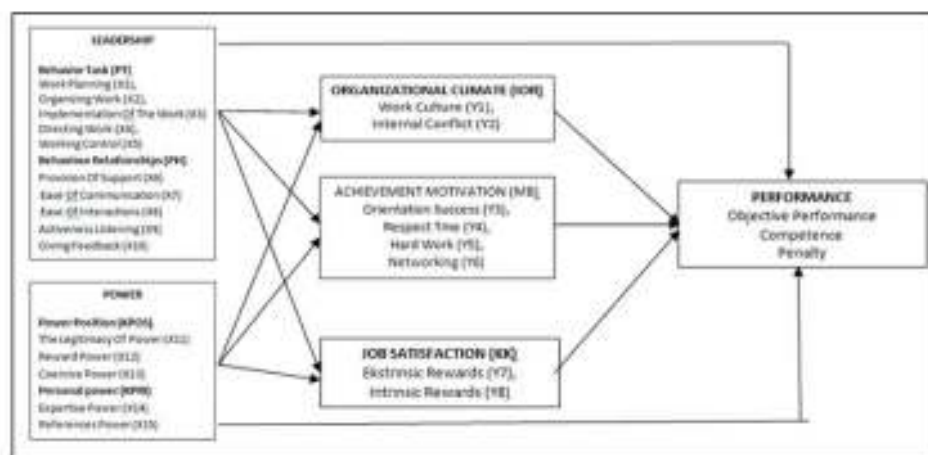 LEADERSHIP
Behavior Task (PT)
Work Planning (X1),
Organizing Work (X2),
Implementation Of The Work (X3)
Directing Work (X4),
Working Control (X5)
Behaviour Relationships (PH)
Provision Of Support (X6)
Ease Of Communication (X7)
Ease Of Interactions (X8)
Activeness Listening (X9)
Giving Feedback (X10)
POWER
Power Position (KPOS)
The Legitimacy Of Power (X11)
Reward Power (X12)
Coercive Power (X13)
Personal power (KPRI)
Expertise Power (X14)
References Power (X15)
ORGANIZATIONAL CLIMATE (IOR)
Work Culture (Y1),
Internal Conflict (Y2)
ACHIEVEMENT MOTIVATION (MB)
Orientation Success (Y3),
Respect Time (Y4)
Hard Work (Y5)
Networking (Y6)
JOB SATISFACTION (KK)
Ekstrinsic Rewards (Y7),
Intrinsic Rewards (Y8)
PERFORMANCE
Objective Performance
Competence
Penalty